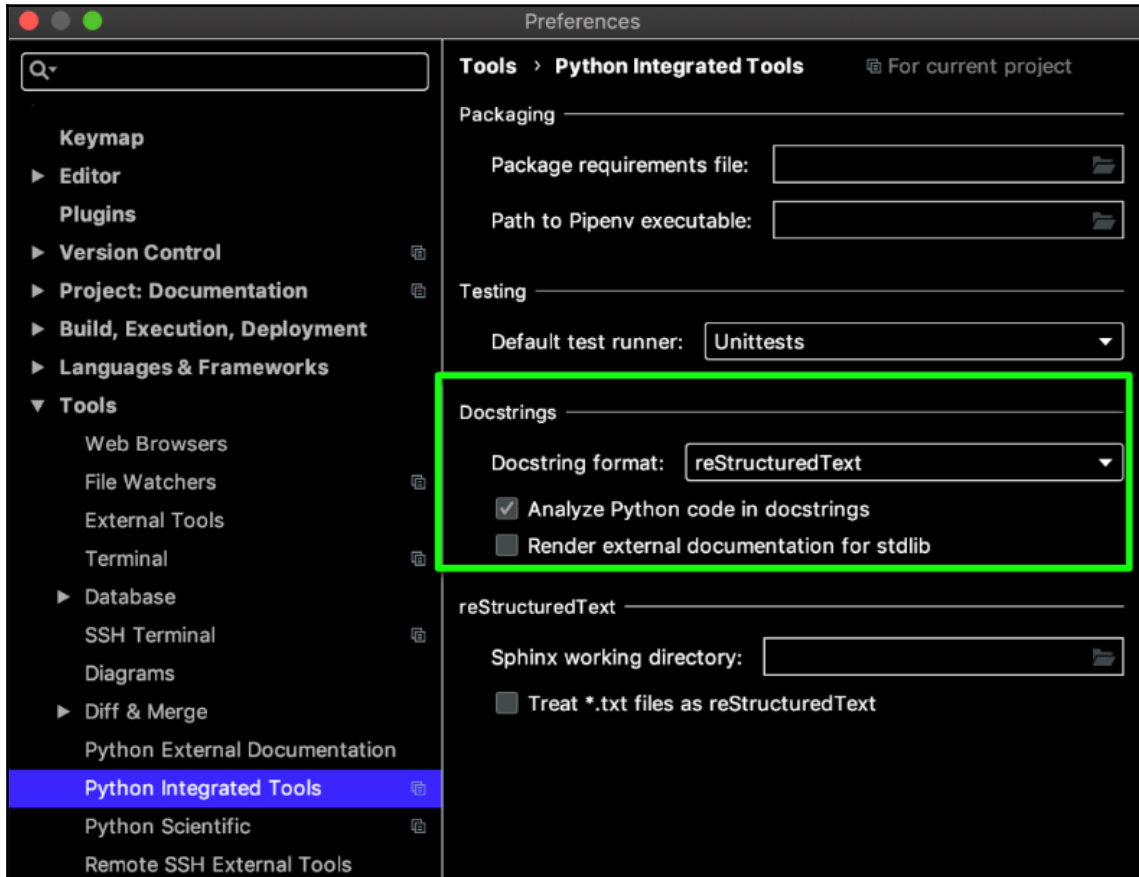 Preferences
Keymap
Editor
Plugins
Version Control
Project: Documentation
Build, Execution, Deployment
Languages & Frameworks
Tools
Web Browsers
File Watchers
External Tools
Terminal
Database
SSH Terminal
Diagrams
Diff & Merge
Python External Documentation
Python Integrated Tools
Python Scientific
Remote SSH External Tools
Tools › Python Integrated Tools For current project
Packaging
Package requirements file:
Path to Pipenv executable:
Testing
Default test runner: Unittests
Docstrings
Docstring format: reStructuredText
Analyze Python code in docstrings
Render external documentation for stdlib
reStructuredText
Sphinx working directory:
Treat *.txt files as reStructuredText